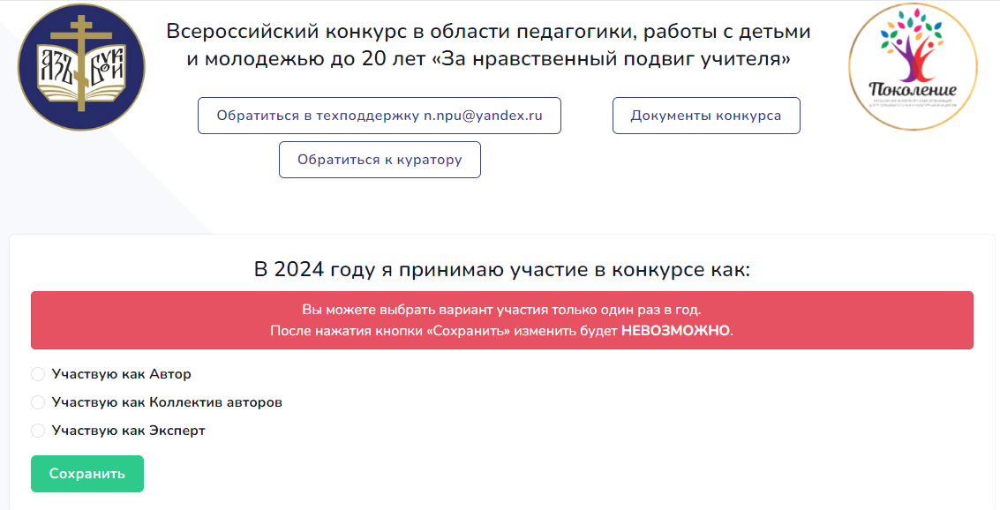 Всероссийский конкурс в области педагогики, работы с детьми
и молодежью до 20 лет «За нравственный подвиг учителя»
АЗЪ БУКИ
Поколение
Обратиться в техподдержку n.npu@yandex.ru
Документы конкурса
Обратиться к куратору
В 2024 году я принимаю участие в конкурсе как:
Вы можете выбрать вариант участия только один раз в год.
После нажатия кнопки «Сохранить» изменить будет НЕВОЗМОЖНО.
Участвую как Автор
Участвую как Коллектив авторов
Участвую как Эксперт
Сохранить